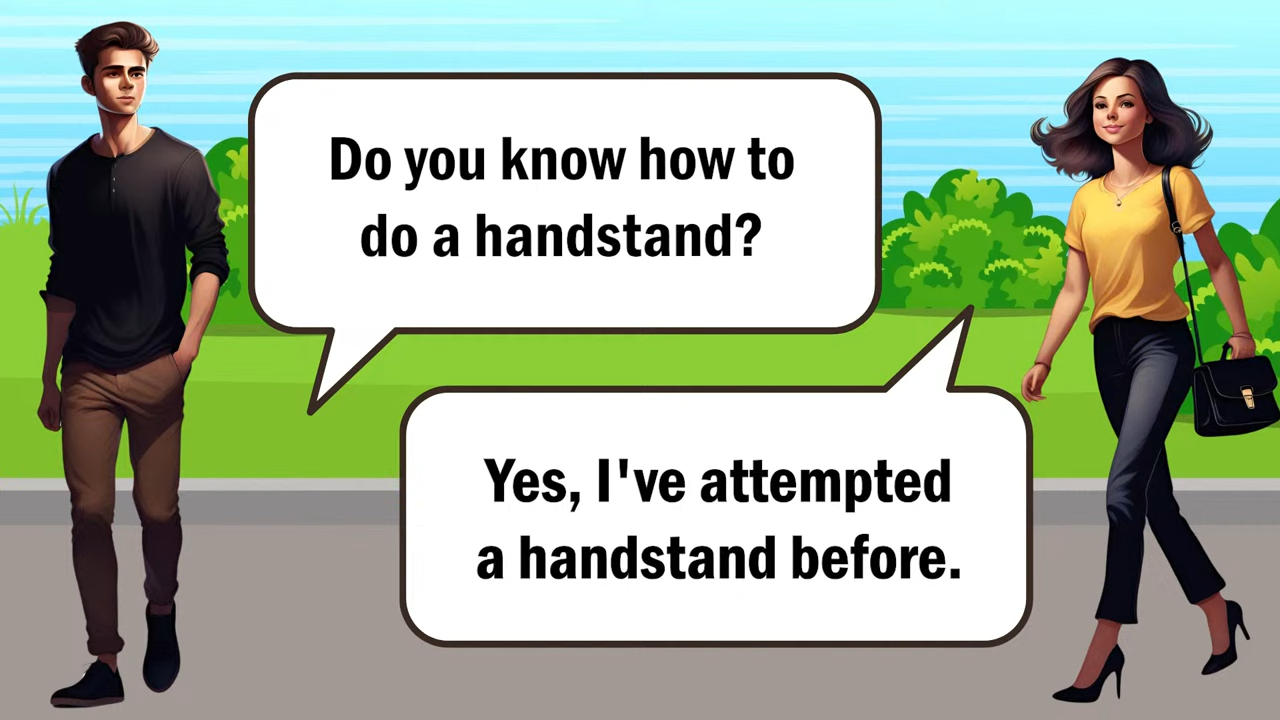 Do you know how to
do a handstand?
Yes, I've attempted
a handstand before.